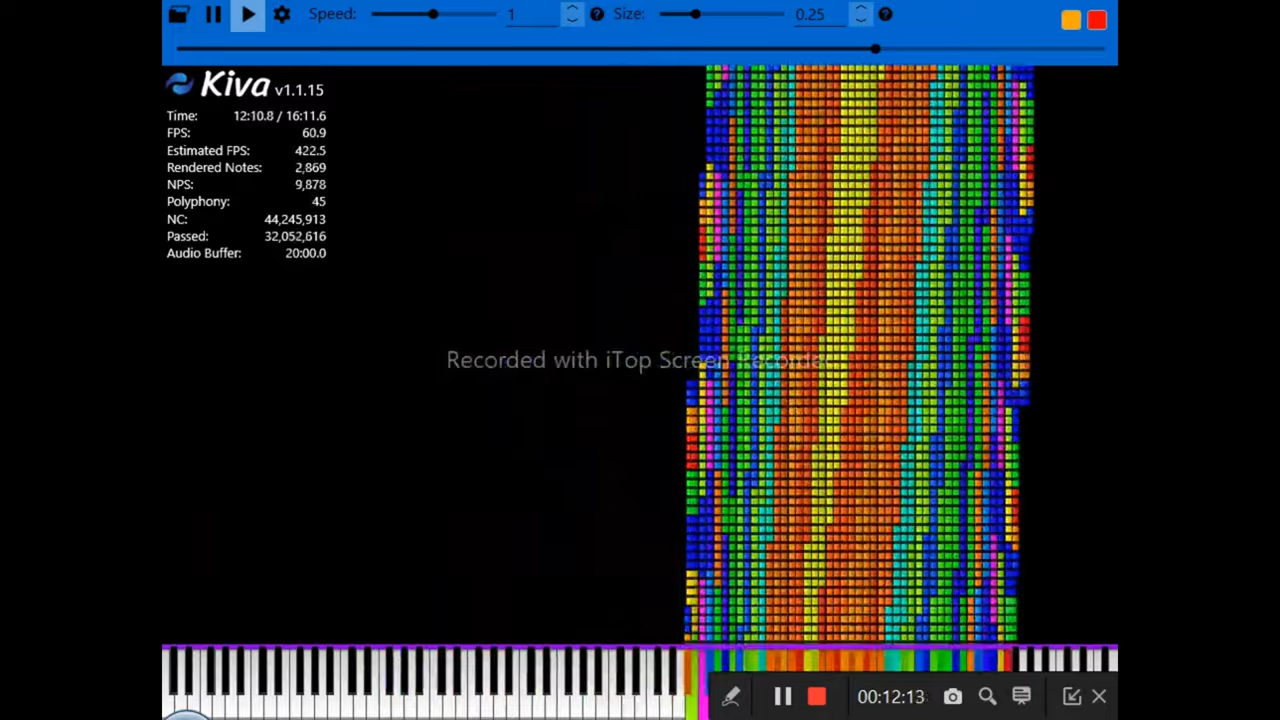 Speed: 1 Size: 0.25
Kiva v1.1.15
Time: 12:10.8 / 16:11.6
FPS: 60.9
Estimated FPS: 422.5
Rendered Notes: 2,869
NPS: 9,878
Polyphony: 45
NC: 44,245,913
Passed: 32,052,616
Audio Buffer: 20:00.0
Recorded with iTop Screen Recorder
00:12:13